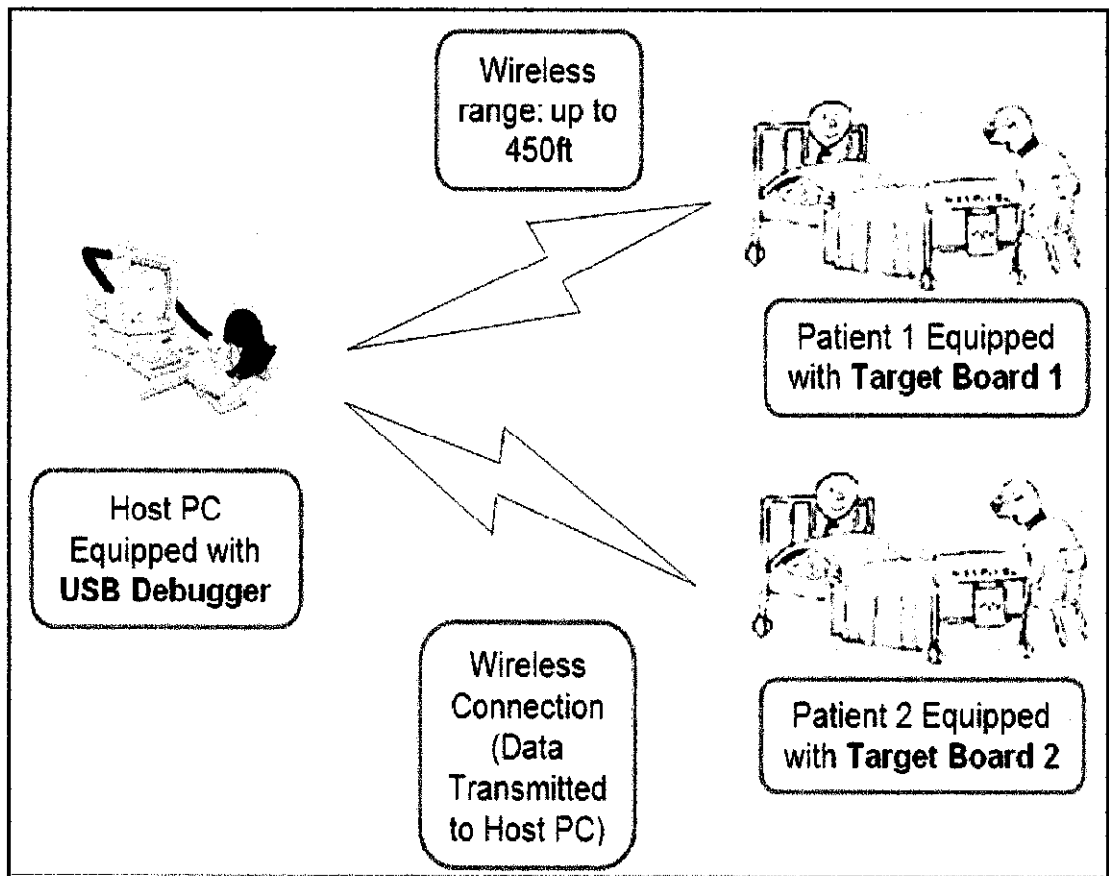 Wireless
range: up to
450ft
Patient 1 Equipped
with Target Board 1
Host PC
Equipped with
USB Debugger
Wireless
Connection
(Data
Transmitted
to Host PC)
Patient 2 Equipped
with Target Board 2